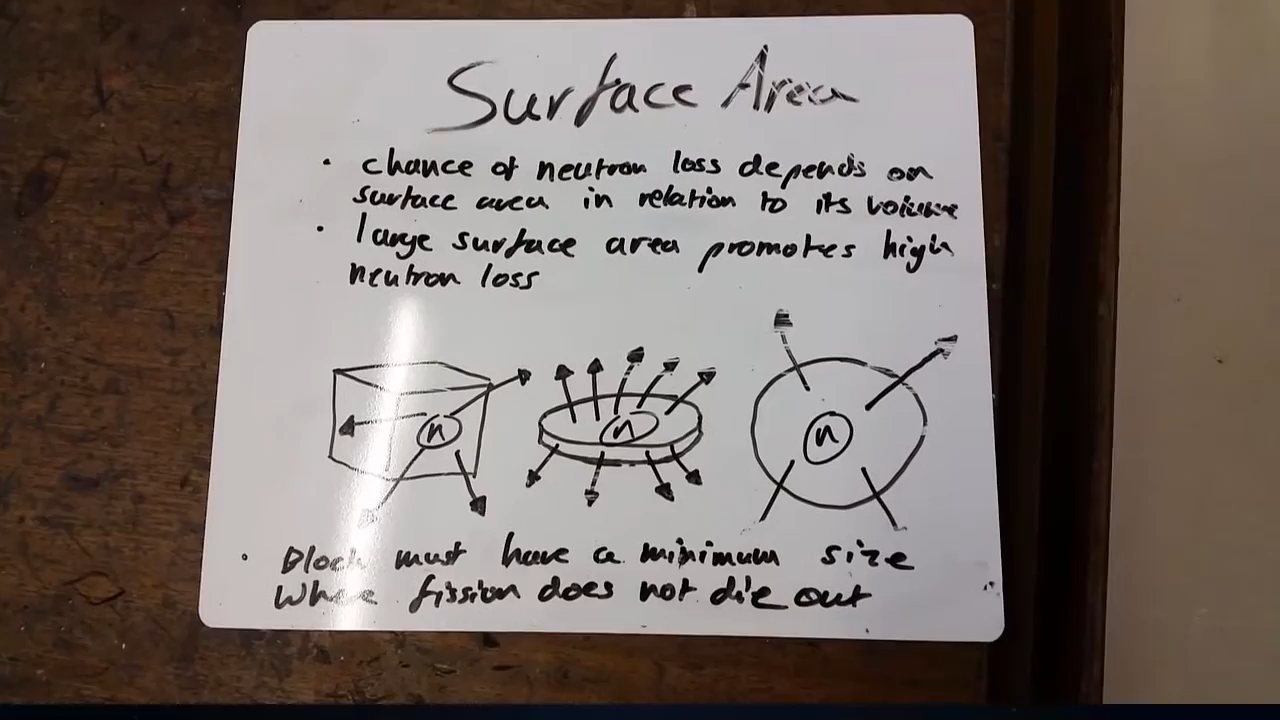 Surface Area
• chance of neutron loss depends on
surface area in relation to its volume
• large surface area promotes high
neutron loss
n n n
• Block must have a minimum size
Where fission does not die out